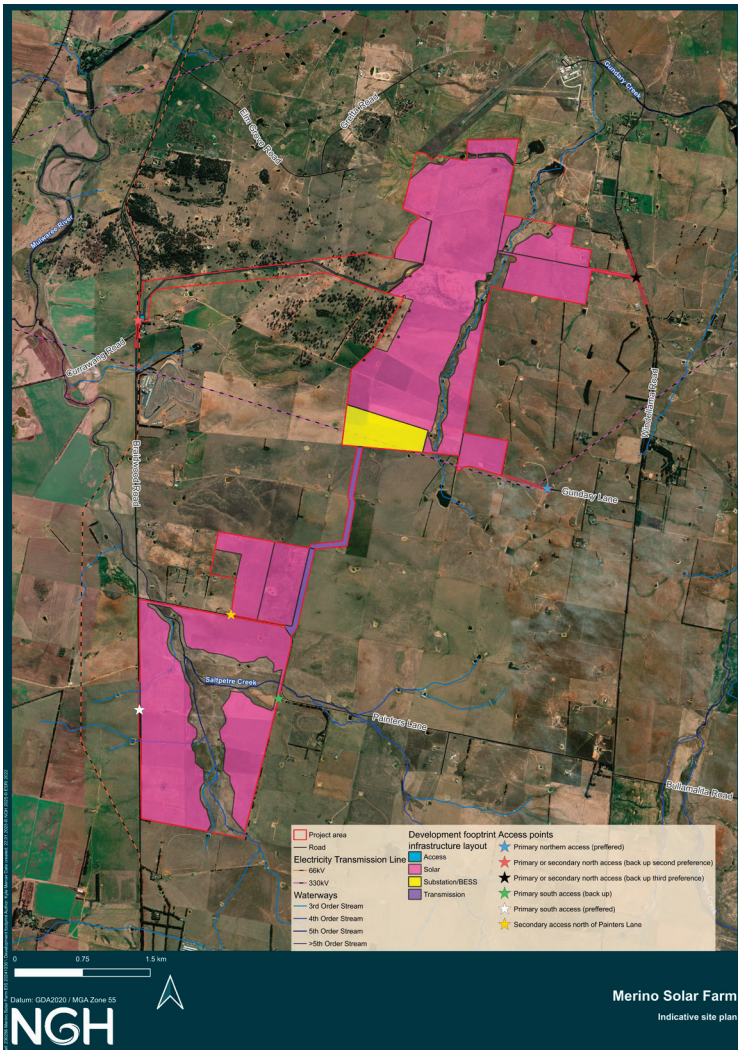 Gundary Creek
Goffla Road
Elm Grove Road
Mulwaree River
Currawang Road
Windellama Road
Braidwood Road
Gundary Lane
Saltpetre Creek
Painters Lane
Bullamalita Road
Project area
Road
Electricity Transmission Line
66kV
330kV
Waterways
3rd Order Stream
4th Order Stream
5th Order Stream
>5th Order Stream
Development footprint
infrastructure layout
Access
Solar
Substation/BESS
Transmission
Access points
Primary northern access (preffered)
Primary or secondary north access (back up second preference)
Primary or secondary north access (back up third preference)
Primary south access (back up)
Primary south access (preffered)
Secondary access north of Painters Lane
0 0.75 1.5 km
Datum: GDA2020 / MGA Zone 55
NGH
Merino Solar Farm
Indicative site plan